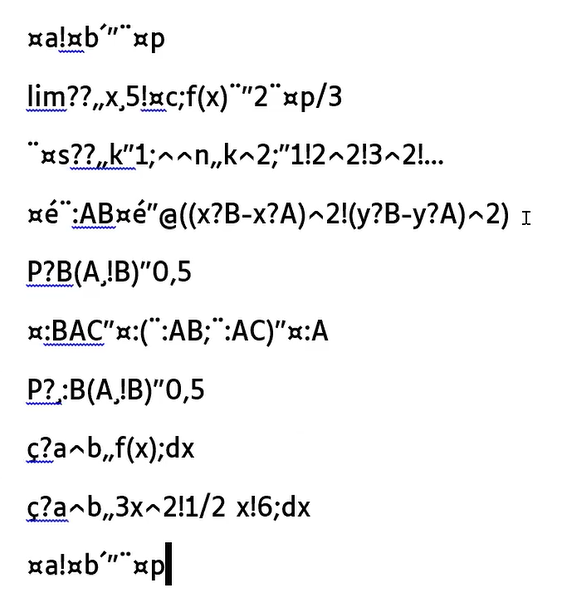 ¤a!¤b´”¨¤p
lim??„x¸5!¤c;f(x)¨”2¨¤p/3
¨¤s??„k”1;^^n„k^2;”1!2^2!3^2!...
¤é¨:AB¤é”@((x?B-x?A)^2!(y?B-y?A)^2)
P?B(A¸!B)”0,5
¤:BAC”¤:(¨:AB;¨:AC)”¤:A
P?¸:B(A¸!B)”0,5
ç?a^b„f(x);dx
ç?a^b„3x^2!1/2 x!6;dx
¤a!¤b´”¨¤p